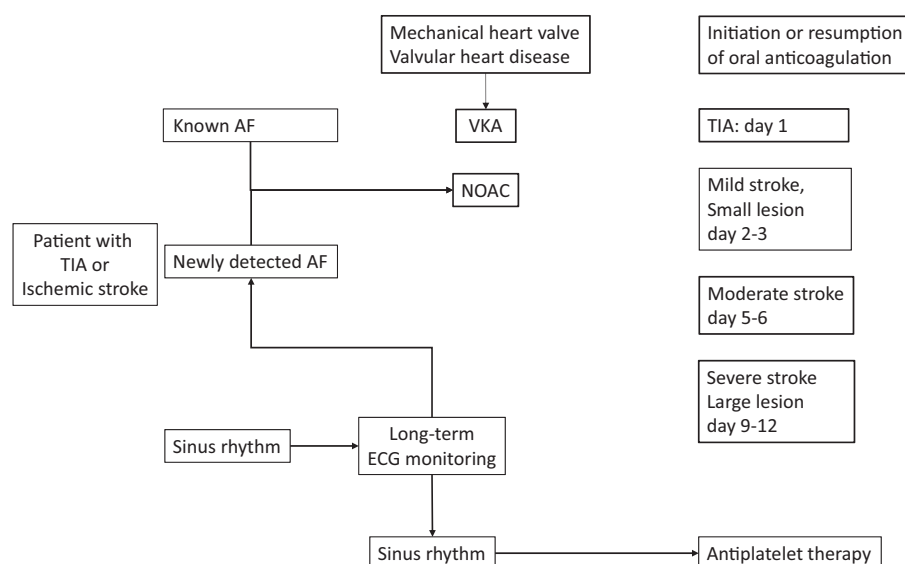 Mechanical heart valve
Valvular heart disease
Initiation or resumption
of oral anticoagulation
Known AF
VKA
TIA: day 1
NOAC
Mild stroke,
Small lesion
day 2-3
Patient with
TIA or
Ischemic stroke
Newly detected AF
Moderate stroke
day 5-6
Severe stroke
Large lesion
day 9-12
Sinus rhythm
Long-term
ECG monitoring
Sinus rhythm
Antiplatelet therapy